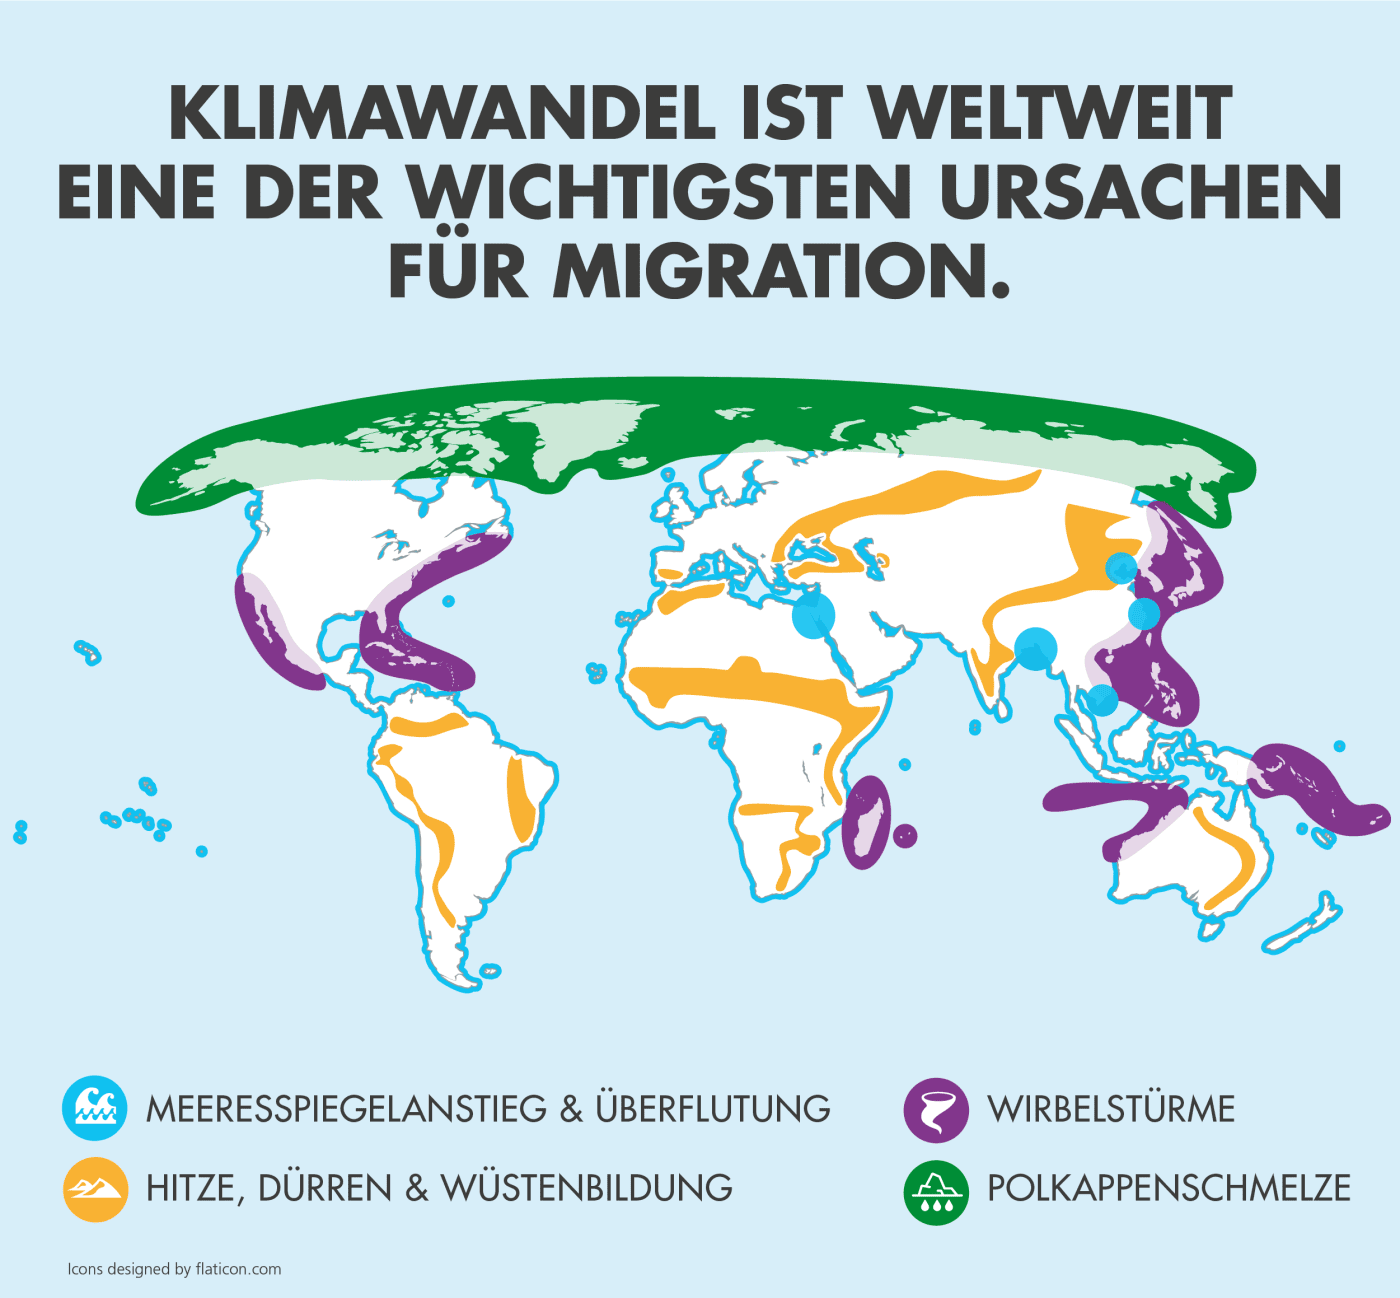 KLIMAWANDEL IST WELTWEIT
EINE DER WICHTIGSTEN URSACHEN
FÜR MIGRATION.
MEERESSPIEGELANSTIEG & ÜBERFLUTUNG
WIRBELSTÜRME
HITZE, DÜRREN & WÜSTENBILDUNG
POLKAPPENSCHMELZE
Icons designed by flaticon.com